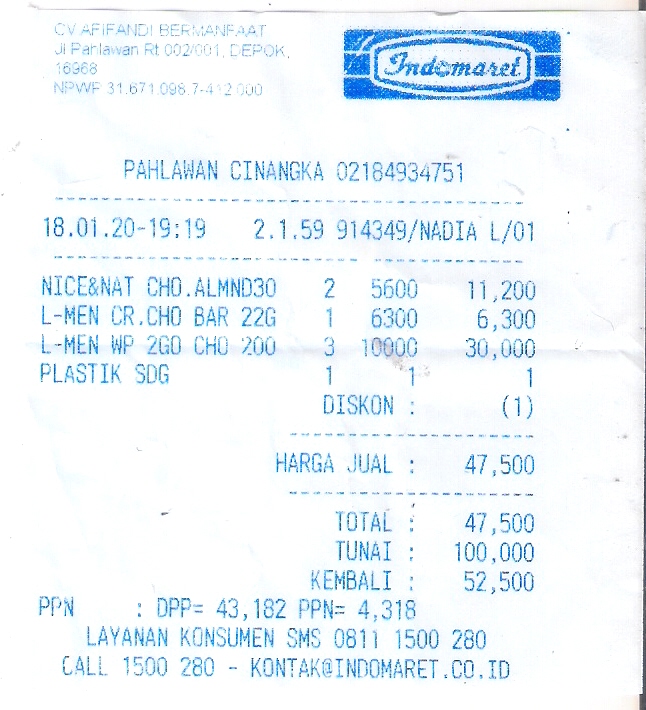 CV.AFIFANDI BERMANFAAT
Jl Pahlawan Rt 002/001, DEPOK,
16968
NPWP 31.671.098.7-412.000
Indomaret
PAHLAWAN CINANGKA 02184934751
18.01.20-19:19 2.1.59 914349/NADIA L/01
NICE&NAT CHO.ALMND30 2 5600 11,200
L-MEN CR.CHO BAR 22G 1 6300 6,300
L-MEN WP 2GO CHO 200 3 10000 30,000
PLASTIK SDG 1 1 1
DISKON : (1)
HARGA JUAL : 47,500
TOTAL : 47,500
TUNAI : 100,000
KEMBALI : 52,500
PPN : DPP= 43,182 PPN= 4,318
LAYANAN KONSUMEN SMS 0811 1500 280
CALL 1500 280 - KONTAK@INDOMARET.CO.ID